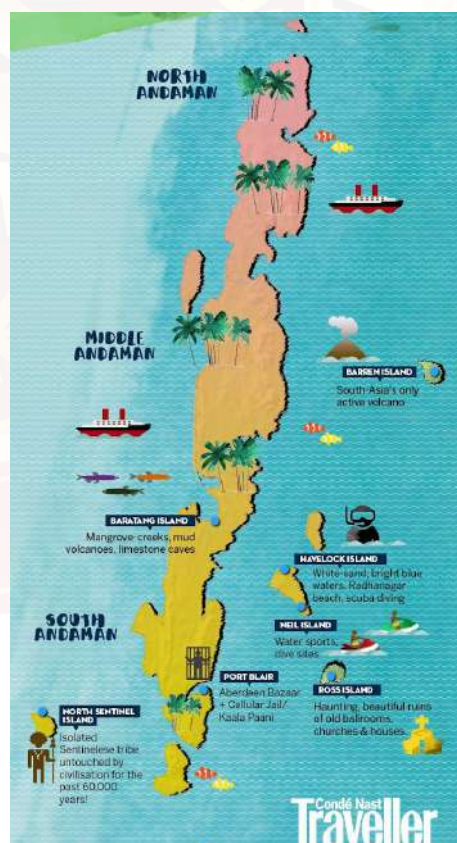 NORTH
ANDAMAN
MIDDLE
ANDAMAN
BARREN ISLAND
South-Asia's only
active volcano
BARATANG ISLAND
Mangrove-creeks, mud
volcanoes, limestone caves
HAVELOCK ISLAND
White-sand, bright blue
waters, Radhanagar
beach, scuba-diving
SOUTH
ANDAMAN
NEIL ISLAND
Water sports,
dive sites
PORT BLAIR
Aberdeen Bazaar
+ Cellular Jail/
Kaala Paani
ROSS ISLAND
Haunting, beautiful ruins
of old ballrooms,
churches & houses
NORTH SENTINEL
ISLAND
Isolated
Sentinelese tribe
untouched by
civilisation for the
past 60,000
years!
Condé Nast
Traveller